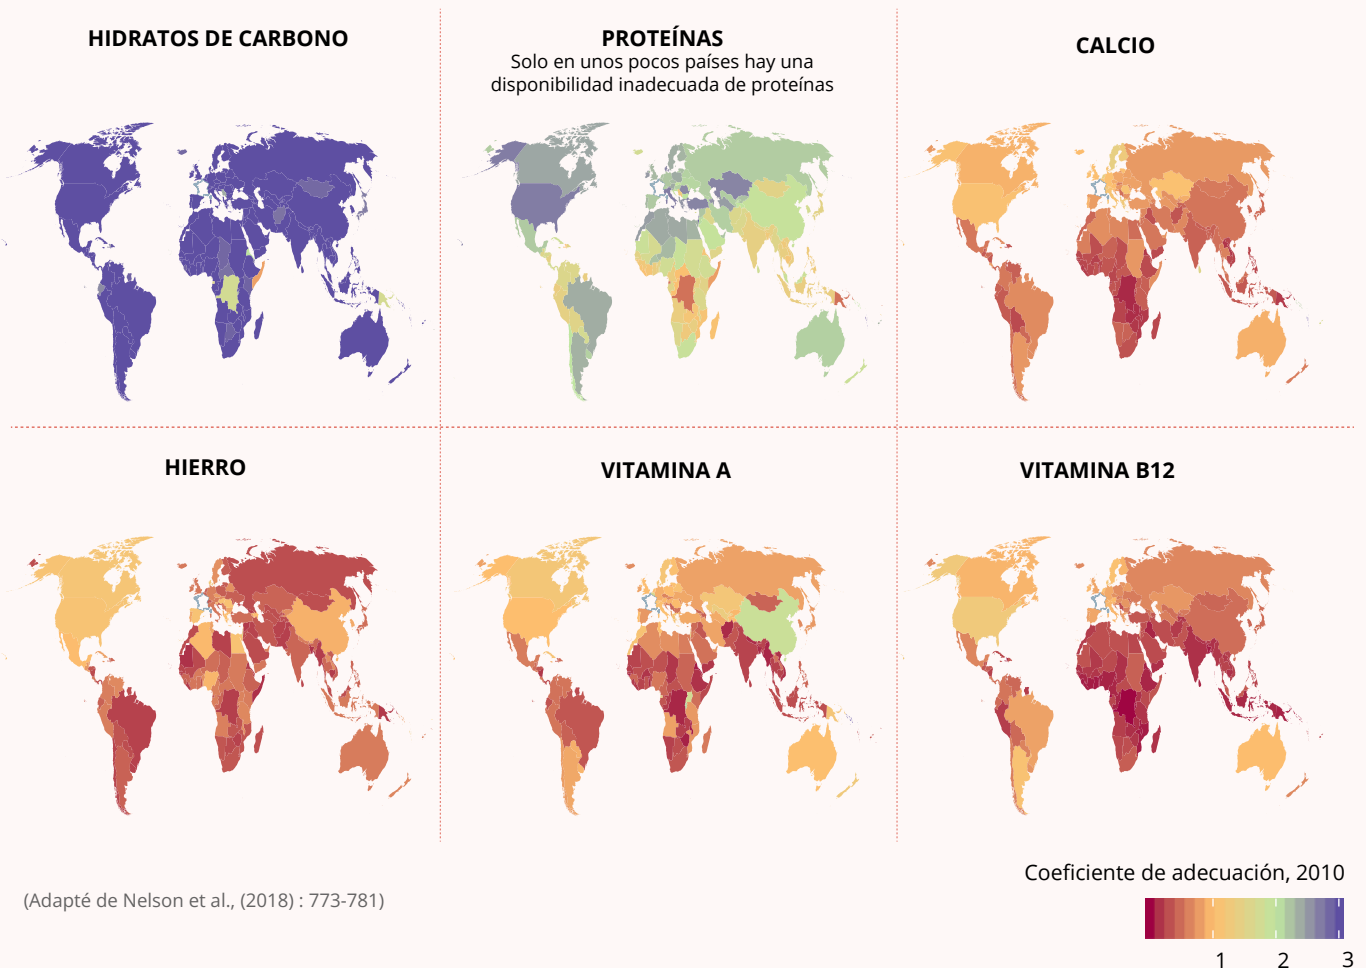 HIDRATOS DE CARBONO
PROTEÍNAS
Solo en unos pocos países hay una
disponibilidad inadecuada de proteínas
CALCIO
HIERRO
VITAMINA A
VITAMINA B12
Coeficiente de adecuación, 2010
1 2 3
(Adapté de Nelson et al., (2018) : 773-781)